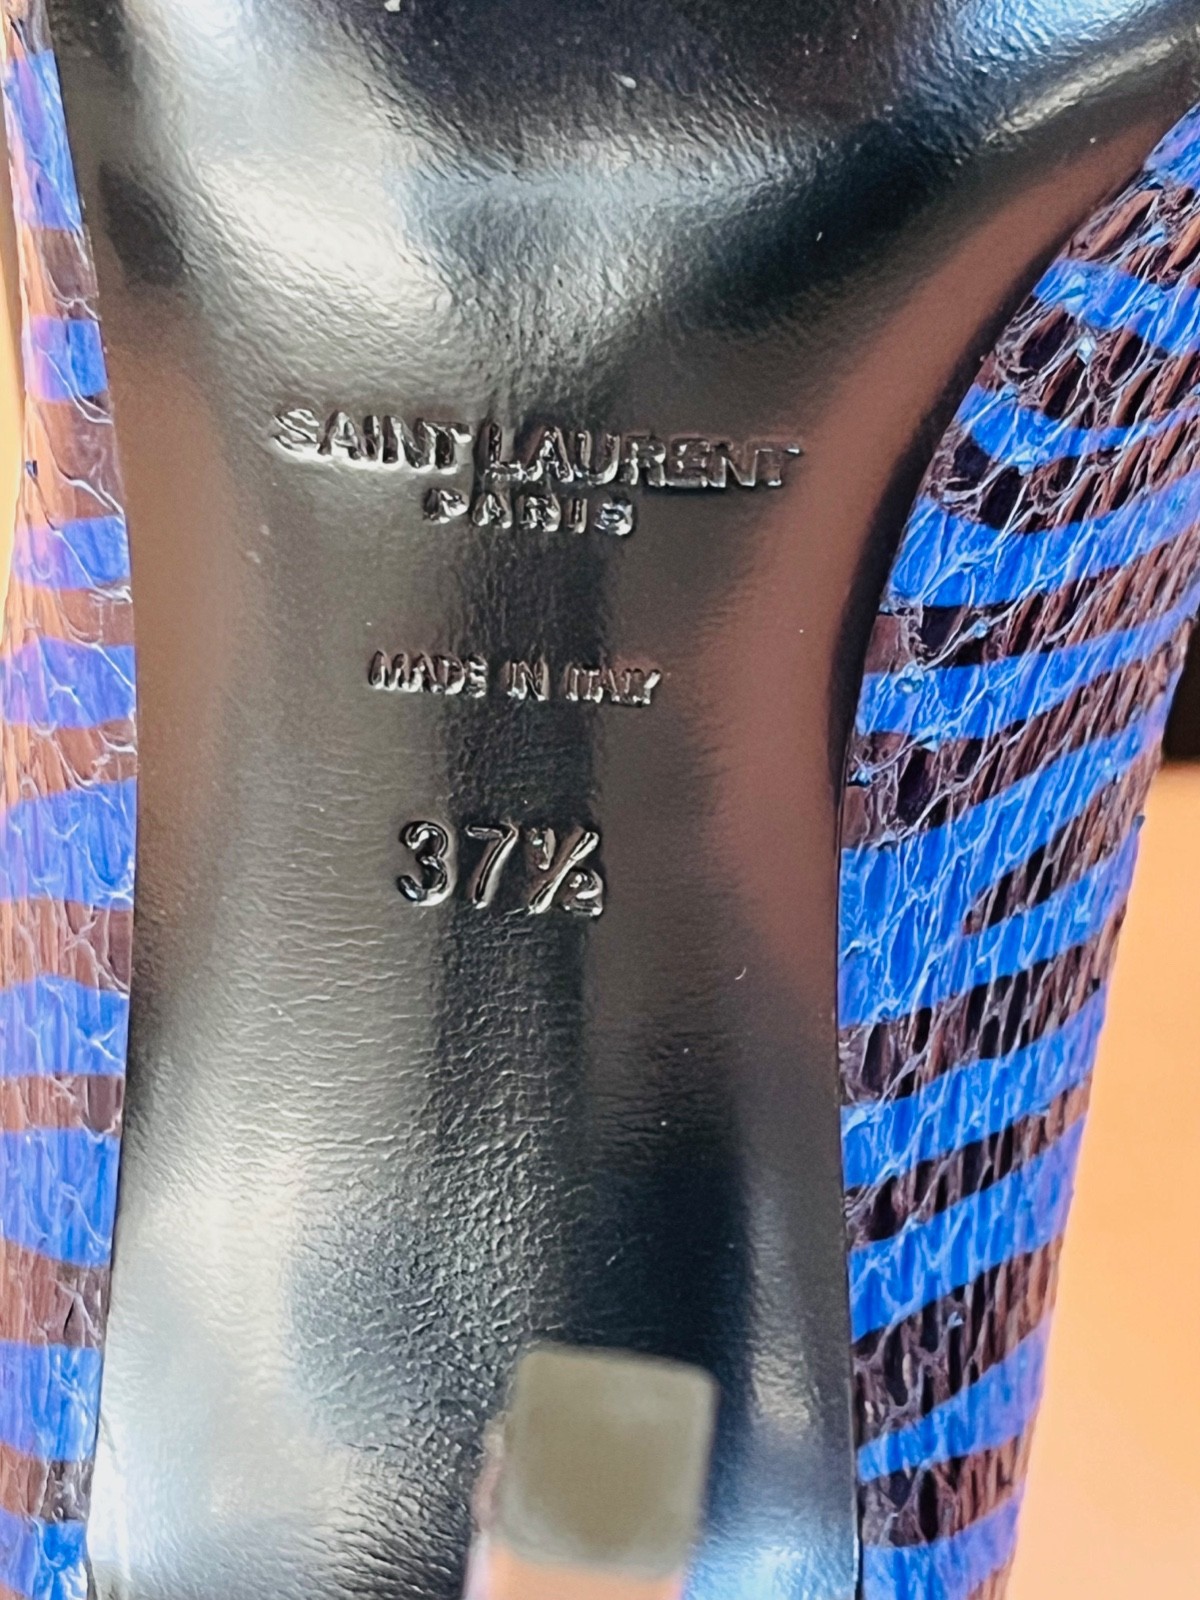 SAINT LAURENT
PARIS
MADE IN ITALY
37½